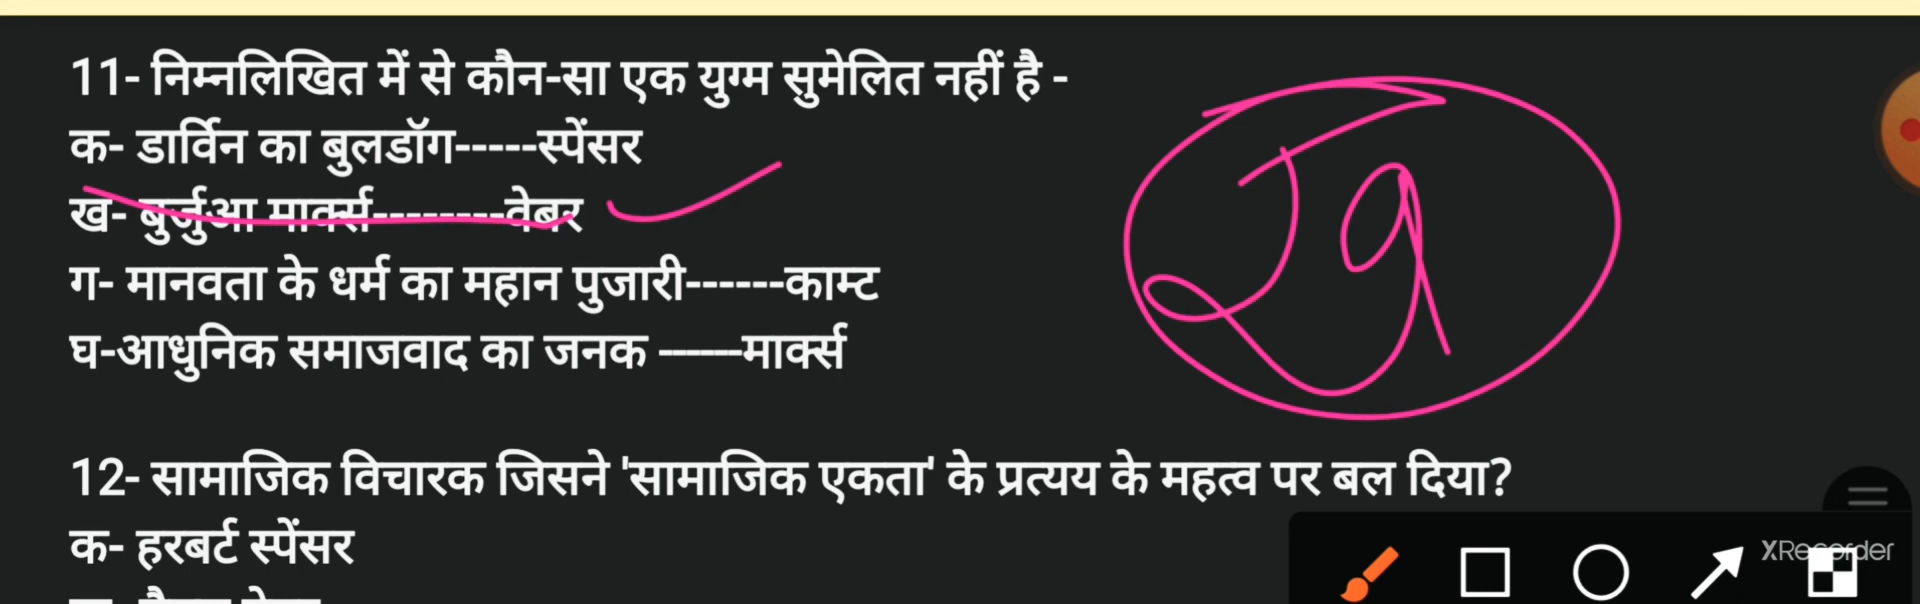 11- निम्नलिखित में से कौन-सा एक युग्म सुमेलित नहीं है -
क- डार्विन का बुलडॉग-----स्पेंसर
ख- बुर्जुआ मार्क्स--------वेबर
ग- मानवता के धर्म का महान पुजारी------काम्ट
घ-आधुनिक समाजवाद का जनक ------मार्क्स
12- सामाजिक विचारक जिसने 'सामाजिक एकता' के प्रत्यय के महत्व पर बल दिया?
क- हरबर्ट स्पेंसर
XRecorder